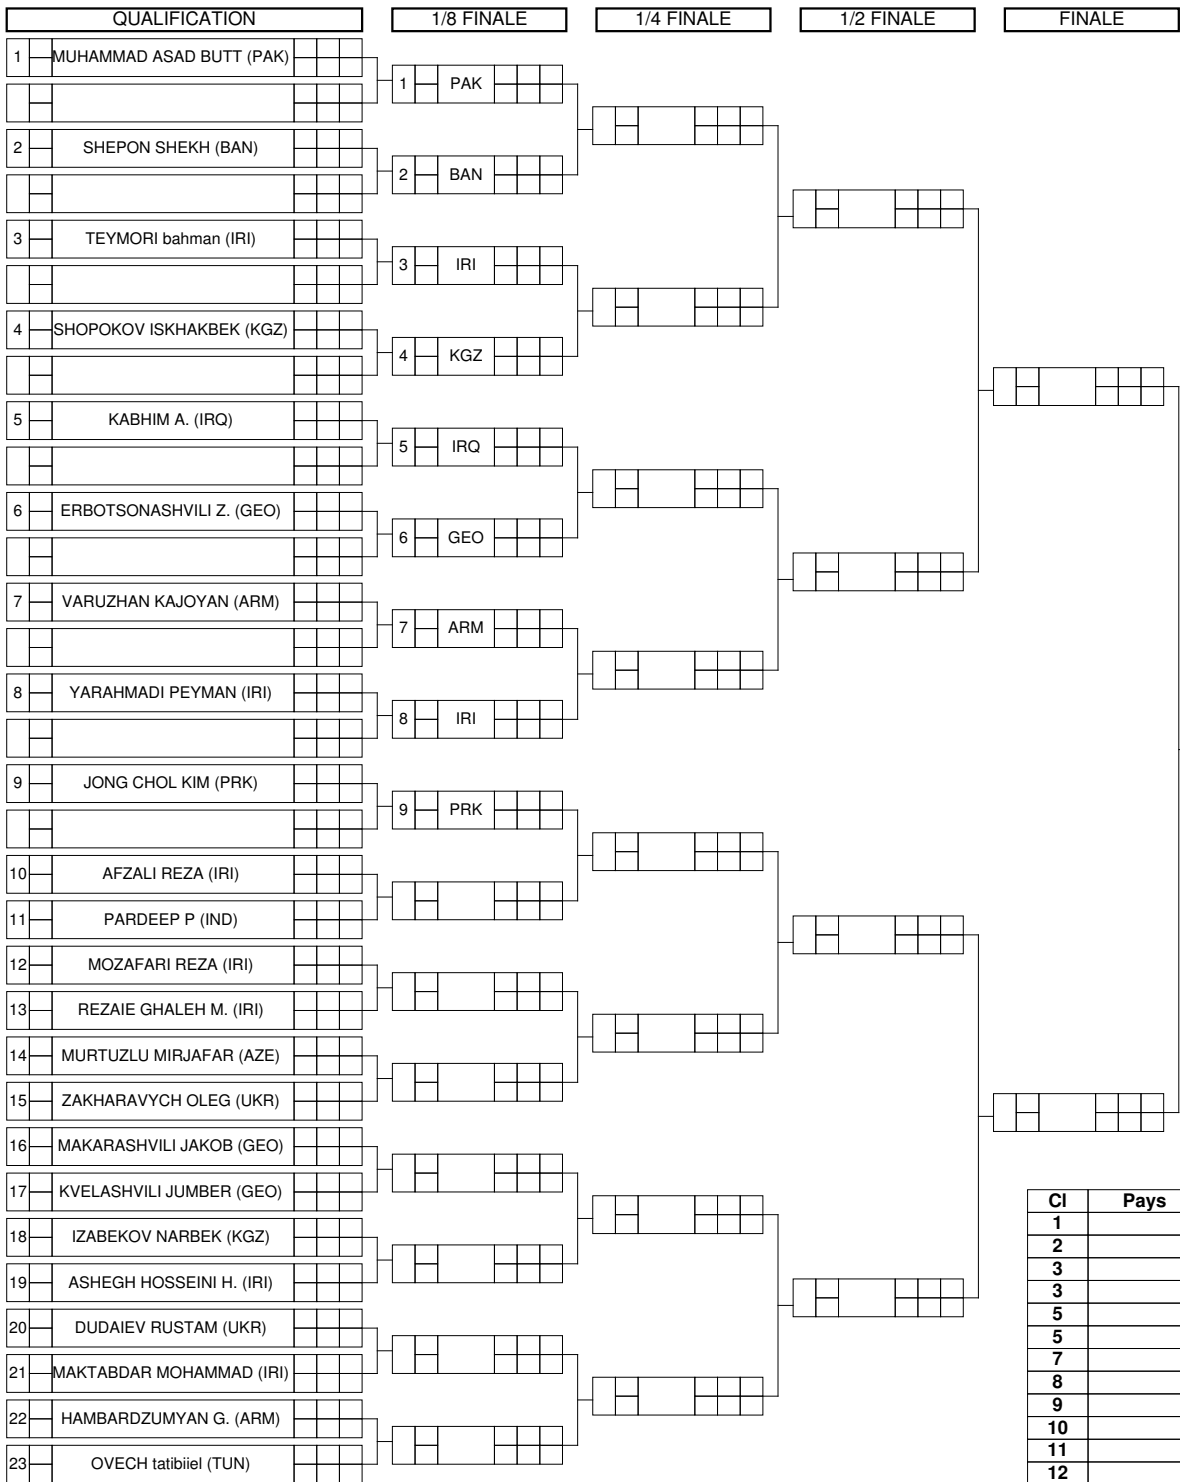 QUALIFICATION
1/8 FINALE
1/4 FINALE
1/2 FINALE
FINALE
1 MUHAMMAD ASAD BUTT (PAK)
2 SHEPON SHEKH (BAN)
3 TEYMORI bahman (IRI)
4 SHOPOKOV ISKHAKBEK (KGZ)
5 KABHIM A. (IRQ)
6 ERBOTSONASHVILI Z. (GEO)
7 VARUZHAN KAJOYAN (ARM)
8 YARAHMADI PEYMAN (IRI)
9 JONG CHOL KIM (PRK)
10 AFZALI REZA (IRI)
11 PARDEEP P (IND)
12 MOZAFARI REZA (IRI)
13 REZAIE GHALEH M. (IRI)
14 MURTUZLU MIRJAFAR (AZE)
15 ZAKHARAVYCH OLEG (UKR)
16 MAKARASHVILI JAKOB (GEO)
17 KVELASHVILI JUMBER (GEO)
18 IZABEKOV NARBEK (KGZ)
19 ASHEGH HOSSEINI H. (IRI)
20 DUDAIEV RUSTAM (UKR)
21 MAKTABDAR MOHAMMAD (IRI)
22 HAMBARDZUMYAN G. (ARM)
23 OVECH tatibiiel (TUN)
1 PAK
2 BAN
3 IRI
4 KGZ
5 IRQ
6 GEO
7 ARM
8 IRI
9 PRK
Cl Pays
1
2
3
3
5
5
7
8
9
10
11
12